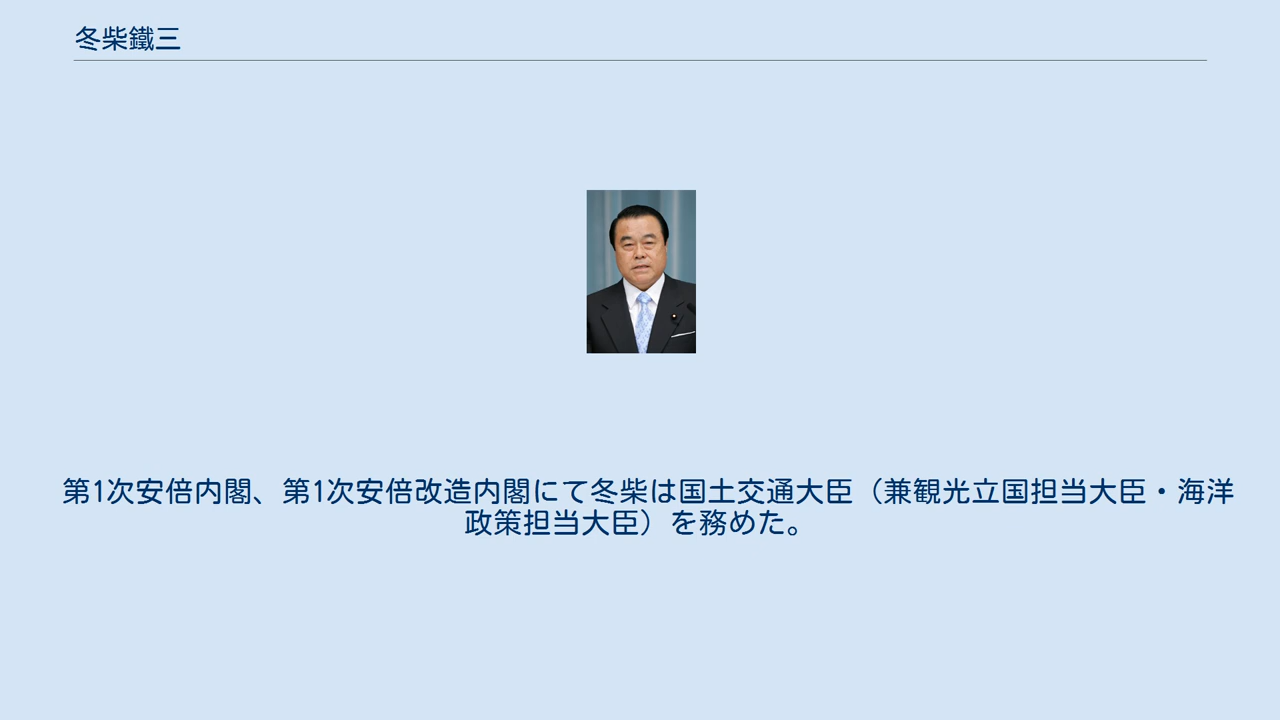 冬柴鐵三
第1次安倍内閣、第1次安倍改造内閣にて冬柴は国土交通大臣（兼観光立国担当大臣・海洋
政策担当大臣）を務めた。